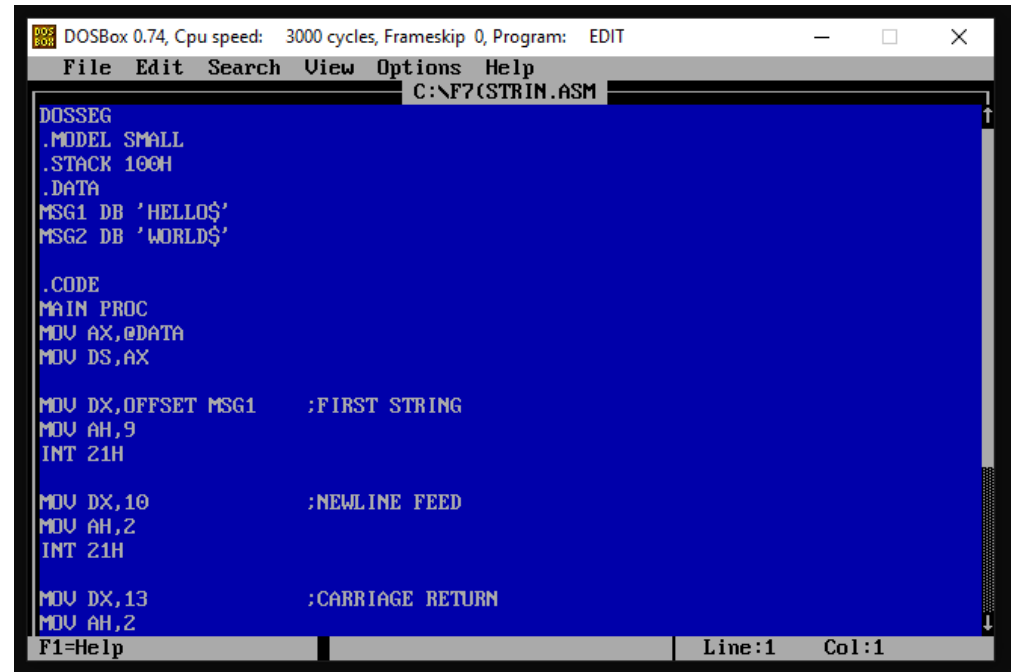 DOSBox 0.74, Cpu speed: 3000 cycles, Frameskip 0, Program: EDIT
File Edit Search View Options Help
C:\F7(STRIN.ASM
DOSSEG
.MODEL SMALL
.STACK 100H
.DATA
MSG1 DB 'HELLO$'
MSG2 DB 'WORLD$'
.CODE
MAIN PROC
MOV AX,@DATA
MOV DS,AX
MOV DX,OFFSET MSG1 ;FIRST STRING
MOV AH,9
INT 21H
MOV DX,10 ;NEWLINE FEED
MOV AH,2
INT 21H
MOV DX,13 ;CARRIAGE RETURN
MOV AH,2
F1=Help Line:1 Col:1